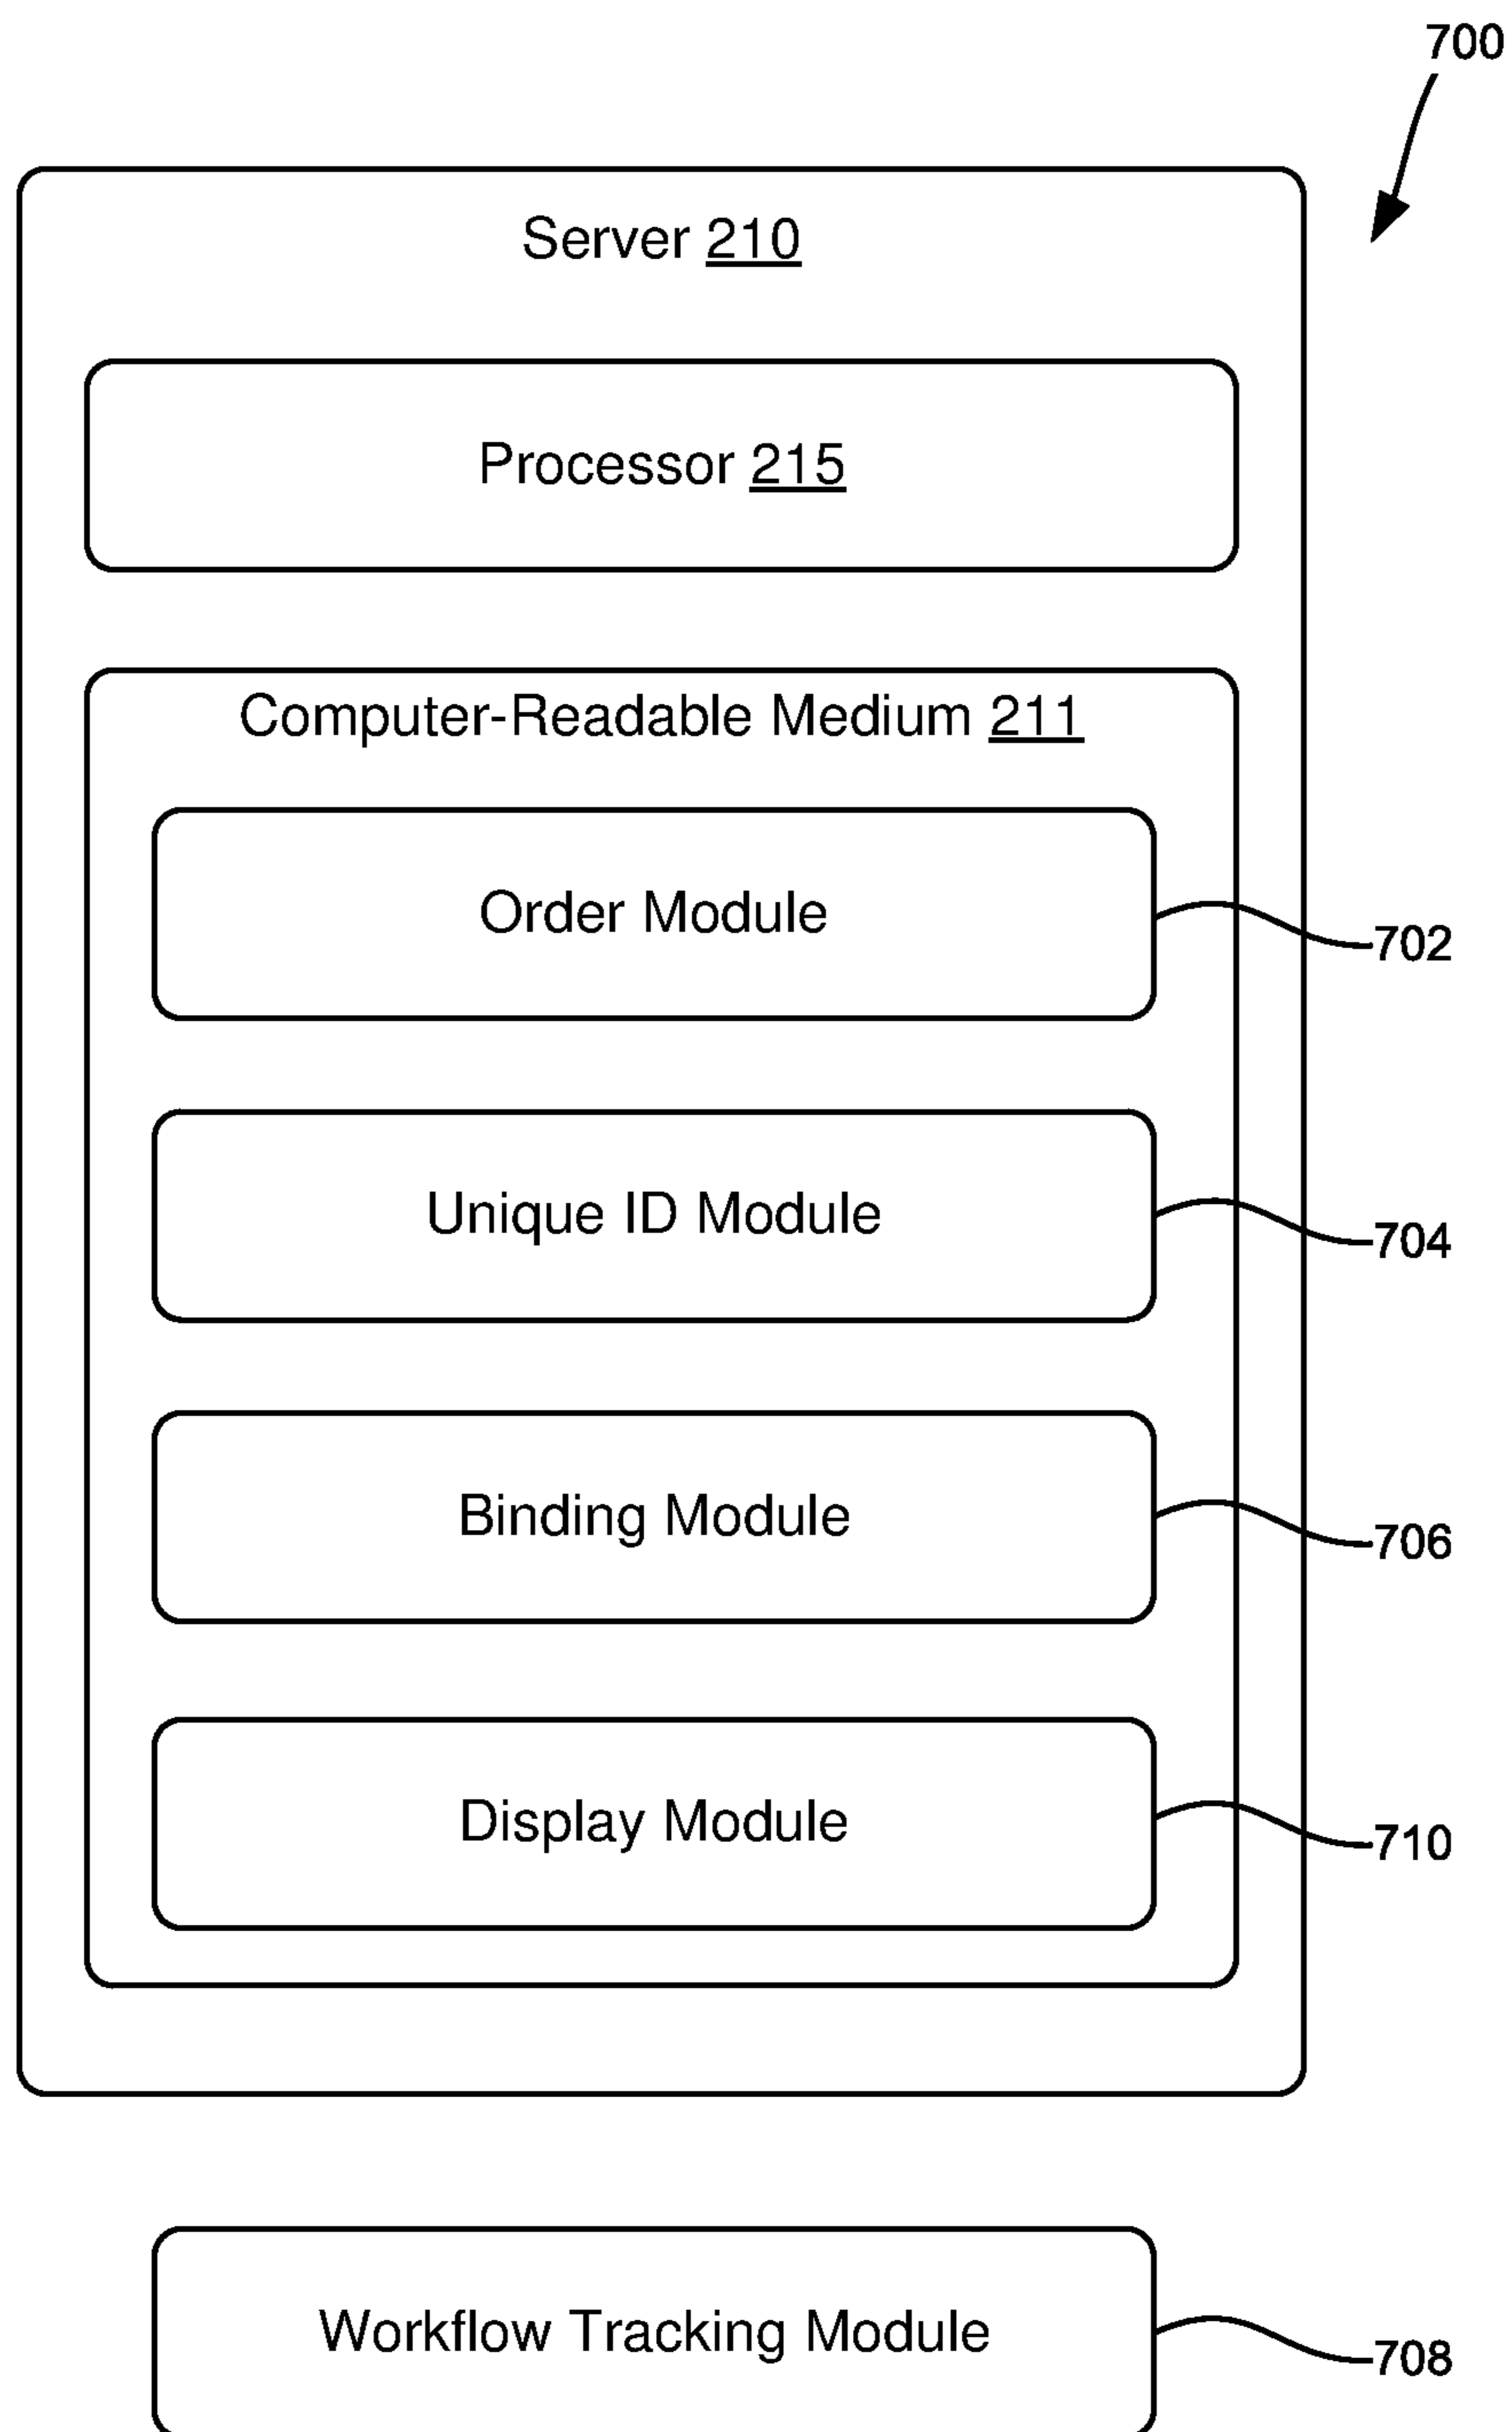 700
Server 210
Processor 215
Computer-Readable Medium 211
Order Module
702
Unique ID Module
704
Binding Module
706
Display Module
710
Workflow Tracking Module
708